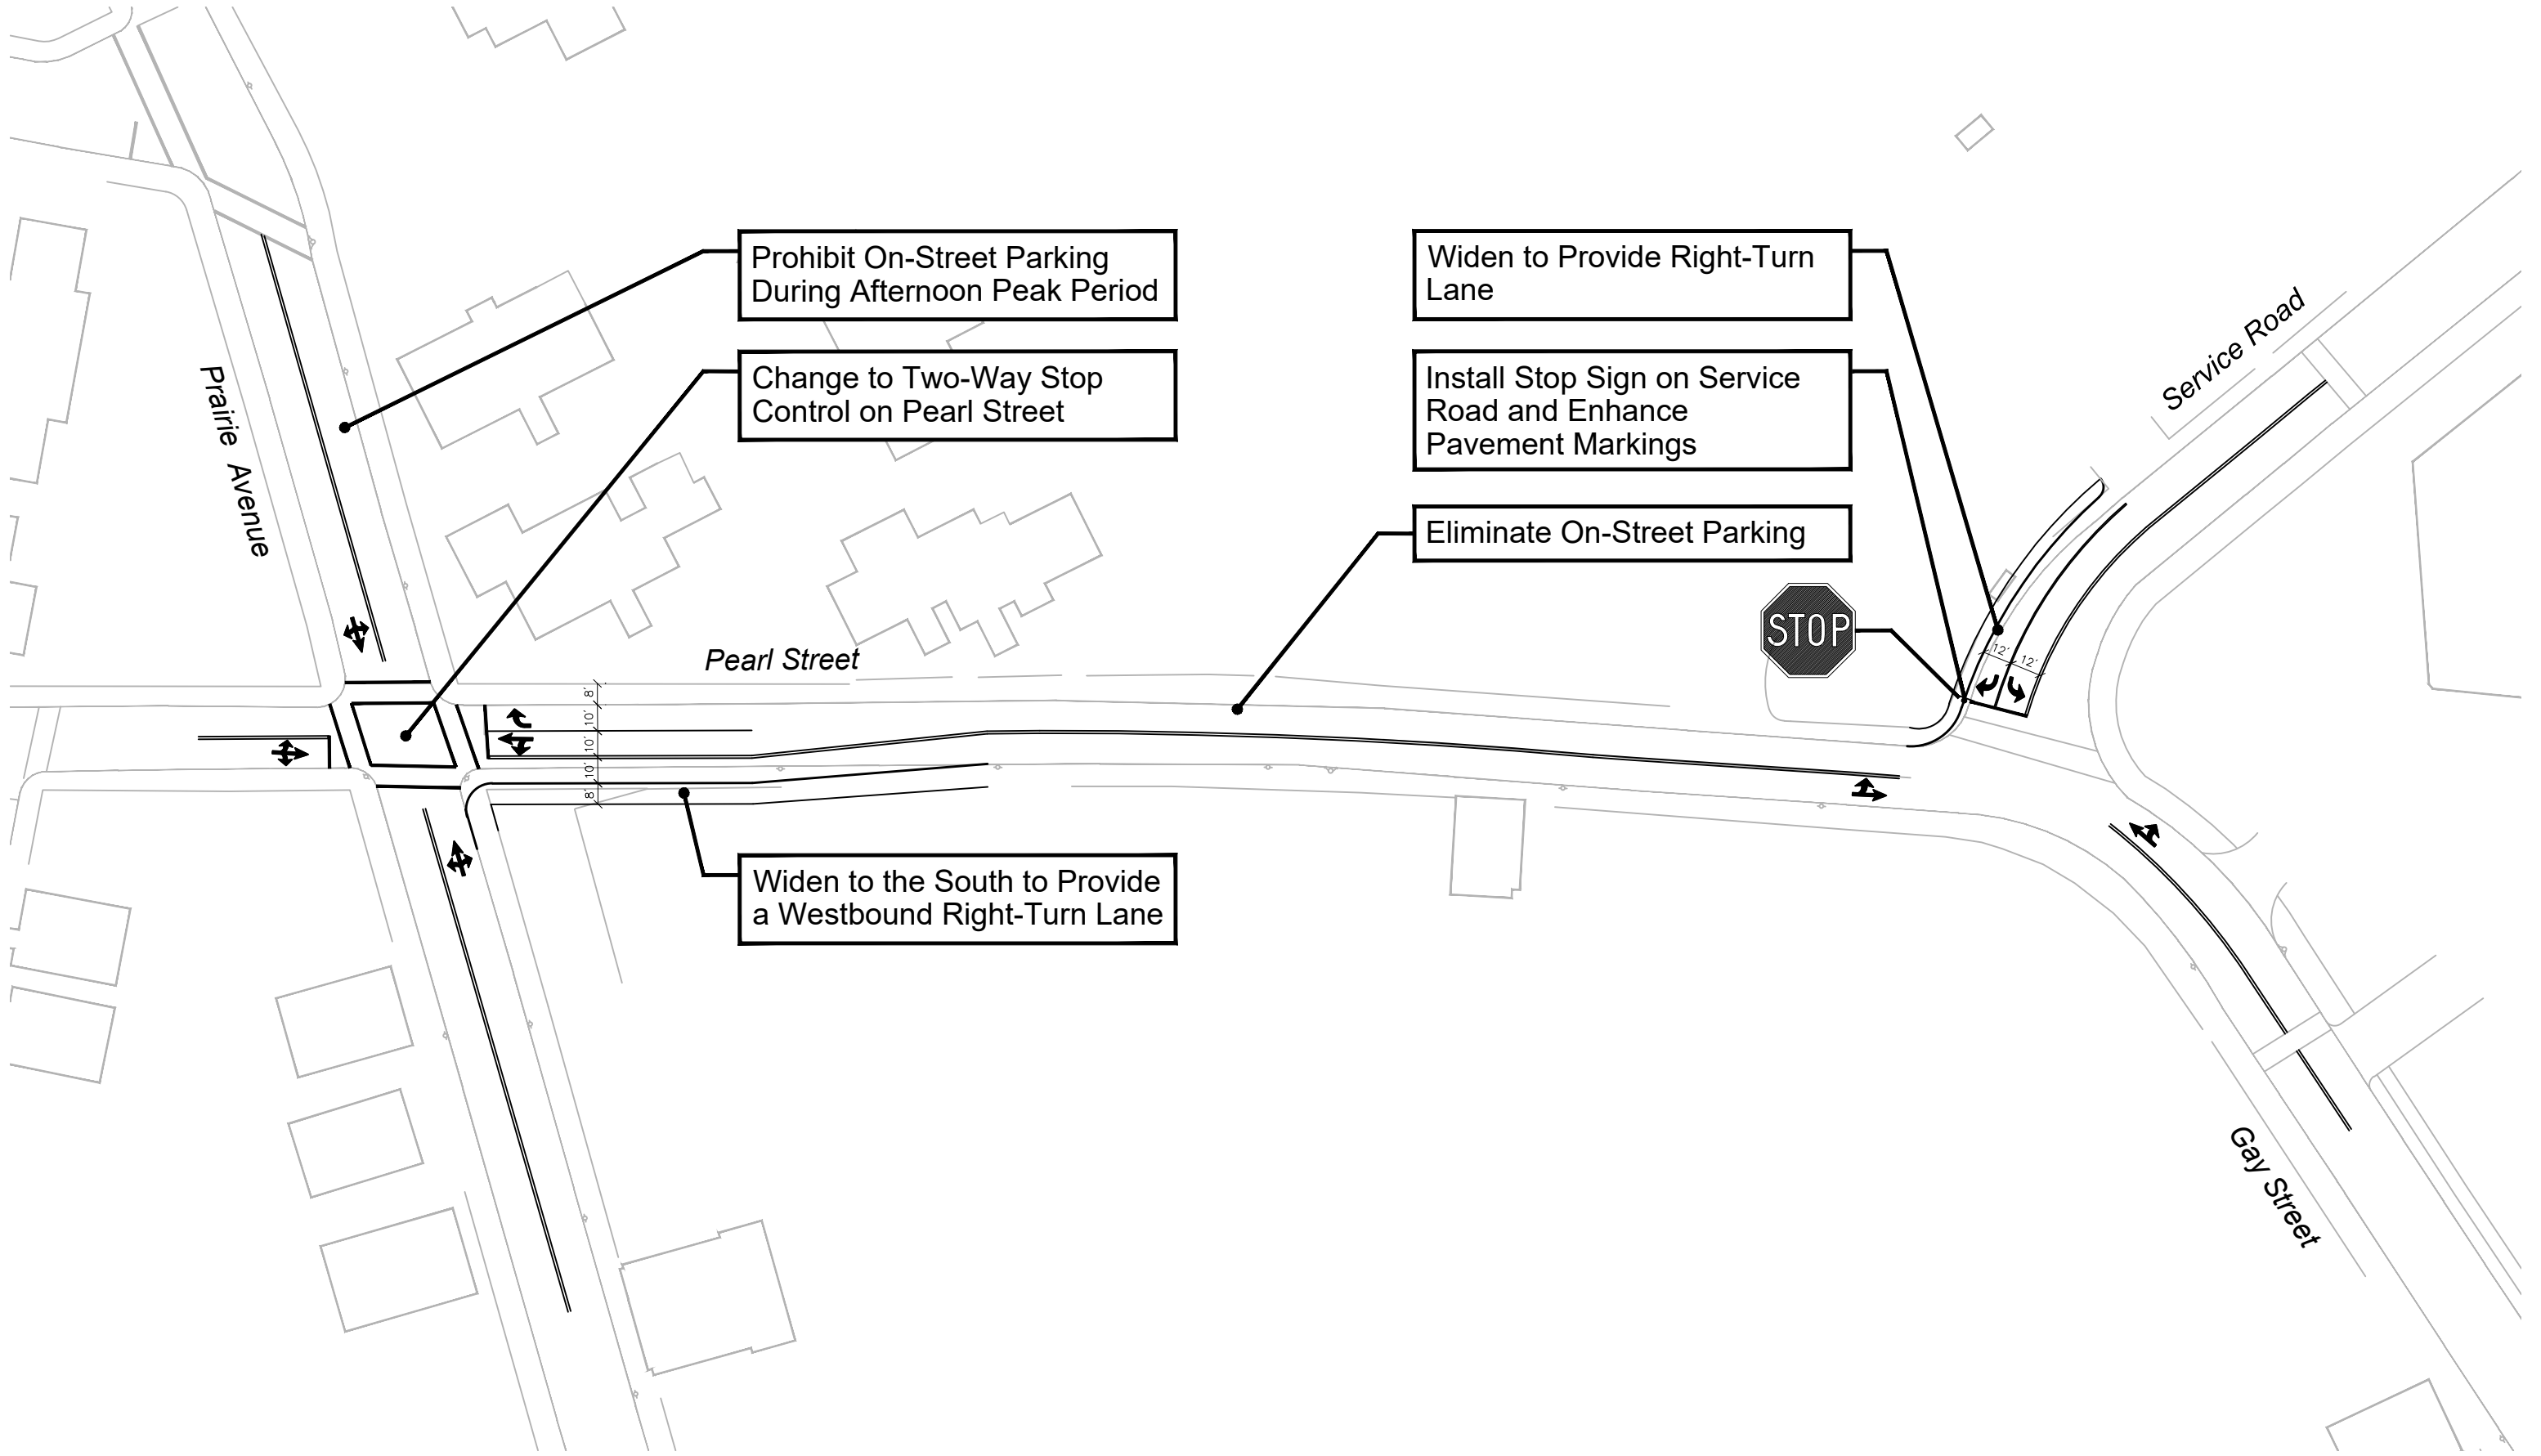 Prohibit On-Street Parking
During Afternoon Peak Period
Widen to Provide Right-Turn
Lane
Service Road
Change to Two-Way Stop
Control on Pearl Street
Install Stop Sign on Service
Road and Enhance
Pavement Markings
Prairie Avenue
Eliminate On-Street Parking
STOP
12'
12'
Pearl Street
8'
10'
10'
10'
8'
Widen to the South to Provide
a Westbound Right-Turn Lane
Gay Street